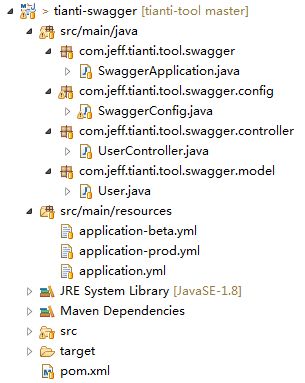 > tianti-swagger [tianti-tool master]
src/main/java
com.jeff.tianti.tool.swagger
SwaggerApplication.java
com.jeff.tianti.tool.swagger.config
SwaggerConfig.java
com.jeff.tianti.tool.swagger.controller
UserController.java
com.jeff.tianti.tool.swagger.model
User.java
src/main/resources
application-beta.yml
application-prod.yml
application.yml
JRE System Library [JavaSE-1.8]
Maven Dependencies
src
target
pom.xml